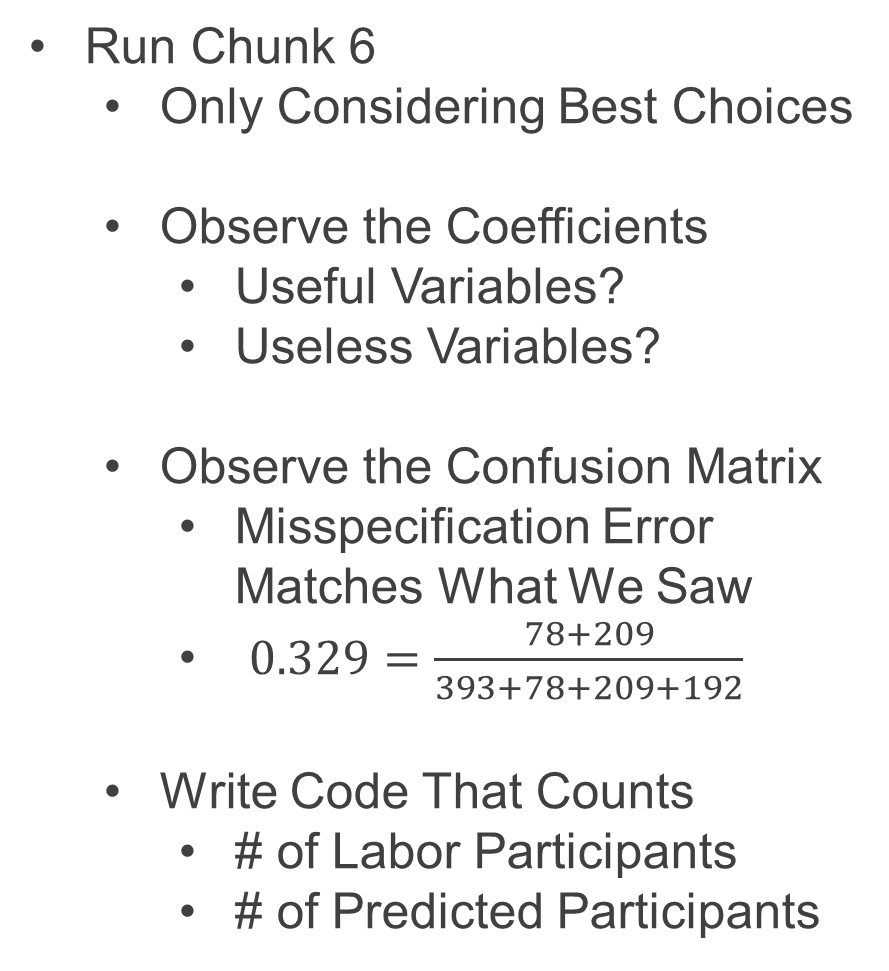 • Run Chunk 6
• Only Considering Best Choices
• Observe the Coefficients
• Useful Variables?
• Useless Variables?
• Observe the Confusion Matrix
• Misspecification Error
Matches What We Saw
• 0.329 = \frac{78+209}{393+78+209+192}
• Write Code That Counts
• # of Labor Participants
• # of Predicted Participants